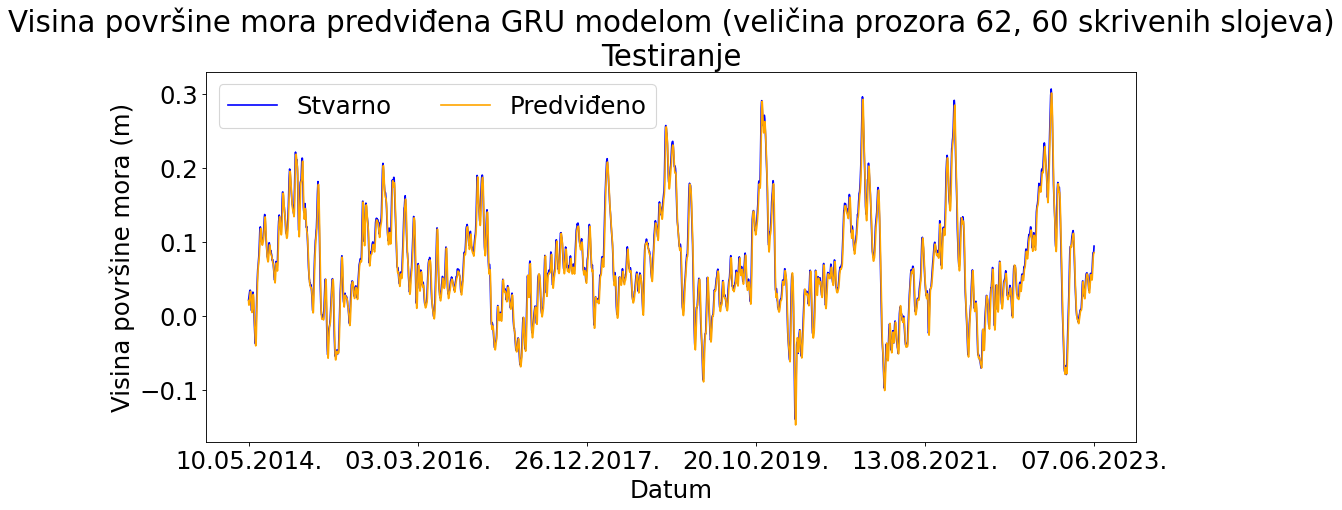 Visina površine mora predviđena GRU modelom (veličina prozora 62, 60 skrivenih slojeva)
Testiranje
Stvarno
Predviđeno
Visina površine mora (m)
0.3
0.2
0.1
0.0
−0.1
10.05.2014.
03.03.2016.
26.12.2017.
20.10.2019.
13.08.2021.
07.06.2023.
Datum